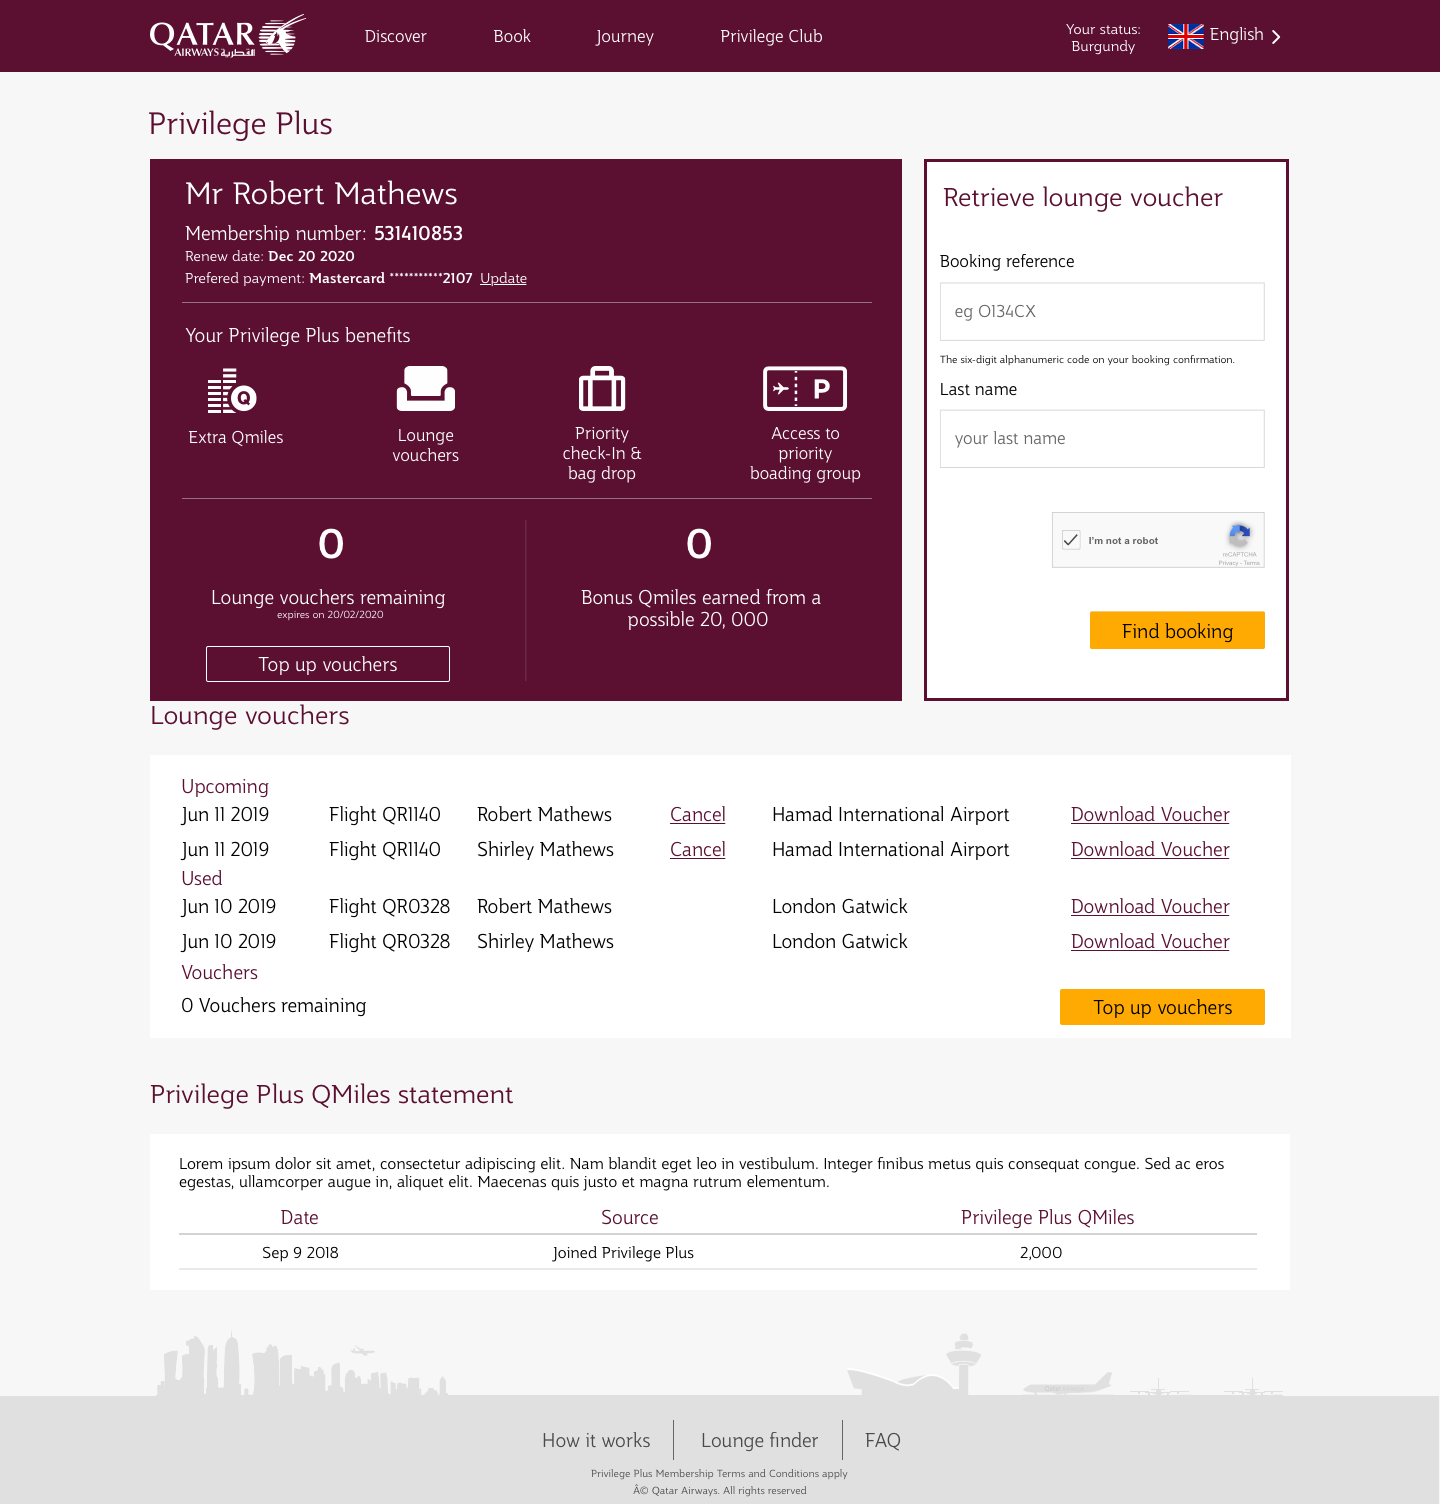 QATAR
AIRWAYS القطرية
Discover
Book
Journey
Privilege Club
Your status:
Burgundy
English
Privilege Plus
Mr Robert Mathews
Membership number: 531410853
Renew date: Dec 20 2020
Prefered payment: Mastercard ***********2107 Update
Your Privilege Plus benefits
Q
P
Extra Qmiles
Lounge
vouchers
Priority
check-In &
bag drop
Access to
priority
boading group
0
Lounge vouchers remaining
expires on 20/02/2020
Top up vouchers
0
Bonus Qmiles earned from a
possible 20, 000
Retrieve lounge voucher
Booking reference
eg O134CX
The six-digit alphanumeric code on your booking confirmation.
Last name
your last name
I'm not a robot
reCAPTCHA
Privacy - Terms
Find booking
Lounge vouchers
Upcoming
Jun 11 2019 Flight QR1140 Robert Mathews Cancel Hamad International Airport Download Voucher
Jun 11 2019 Flight QR1140 Shirley Mathews Cancel Hamad International Airport Download Voucher
Used
Jun 10 2019 Flight QR0328 Robert Mathews London Gatwick Download Voucher
Jun 10 2019 Flight QR0328 Shirley Mathews London Gatwick Download Voucher
Vouchers
0 Vouchers remaining
Top up vouchers
Privilege Plus QMiles statement
Lorem ipsum dolor sit amet, consectetur adipiscing elit. Nam blandit eget leo in vestibulum. Integer finibus metus quis consequat congue. Sed ac eros
egestas, ullamcorper augue in, aliquet elit. Maecenas quis justo et magna rutrum elementum.
Date Source Privilege Plus QMiles
Sep 9 2018 Joined Privilege Plus 2,000
How it works
Lounge finder
FAQ
Privilege Plus Membership Terms and Conditions apply
Â© Qatar Airways. All rights reserved